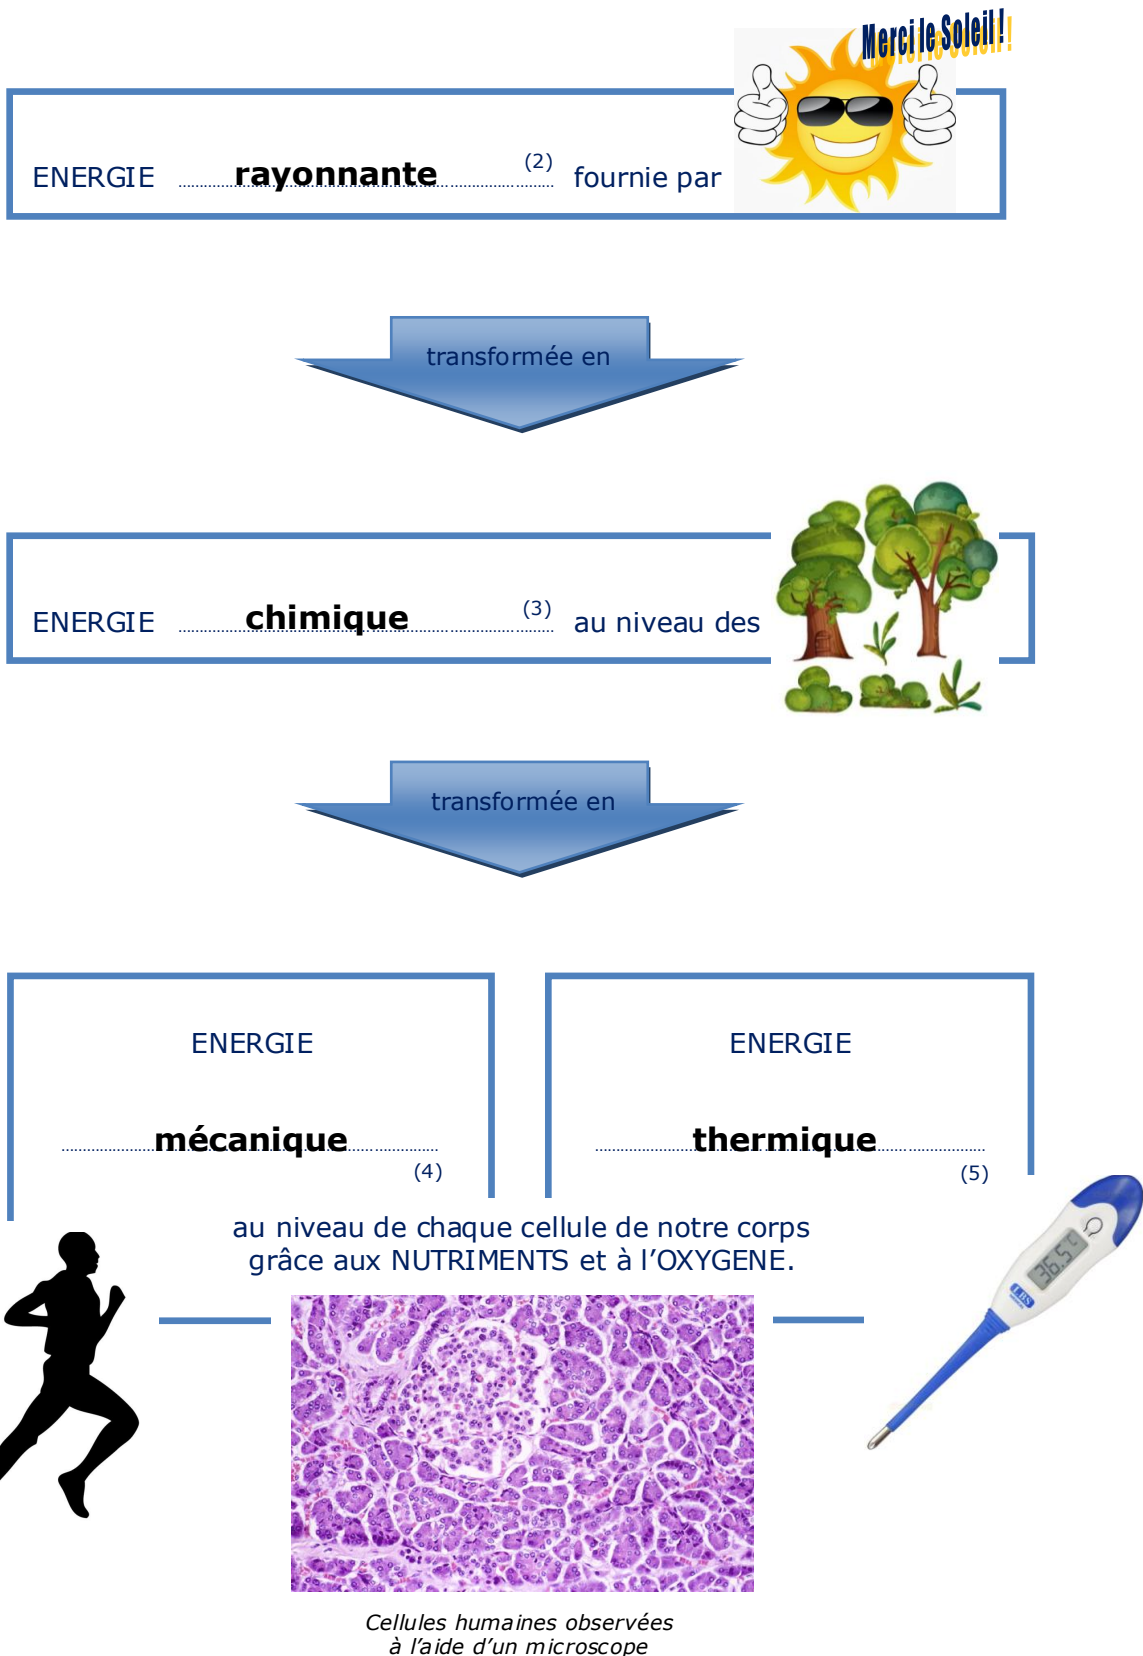 Merci le Soleil !
ENERGIE rayonnante (2) fournie par
transformée en
ENERGIE chimique (3) au niveau des
transformée en
ENERGIE
mécanique
(4)
ENERGIE
thermique
(5)
au niveau de chaque cellule de notre corps
grâce aux NUTRIMENTS et à l'OXYGENE.
36.5°C
LBS
Cellules humaines observées
à l'aide d'un microscope